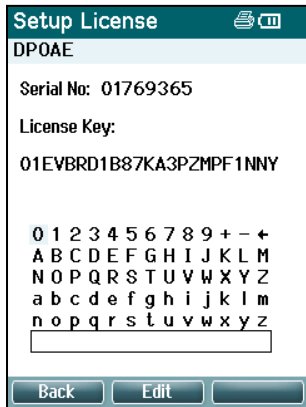 Setup License
DPOAE
Serial No: 01769365
License Key:
01EVBRD1B87KA3PZMPF1NNY
0 1 2 3 4 5 6 7 8 9 + - ←
A B C D E F G H I J K L M
N O P Q R S T U V W X Y Z
a b c d e f g h i j k l m
n o p q r s t u v w x y z
Back Edit